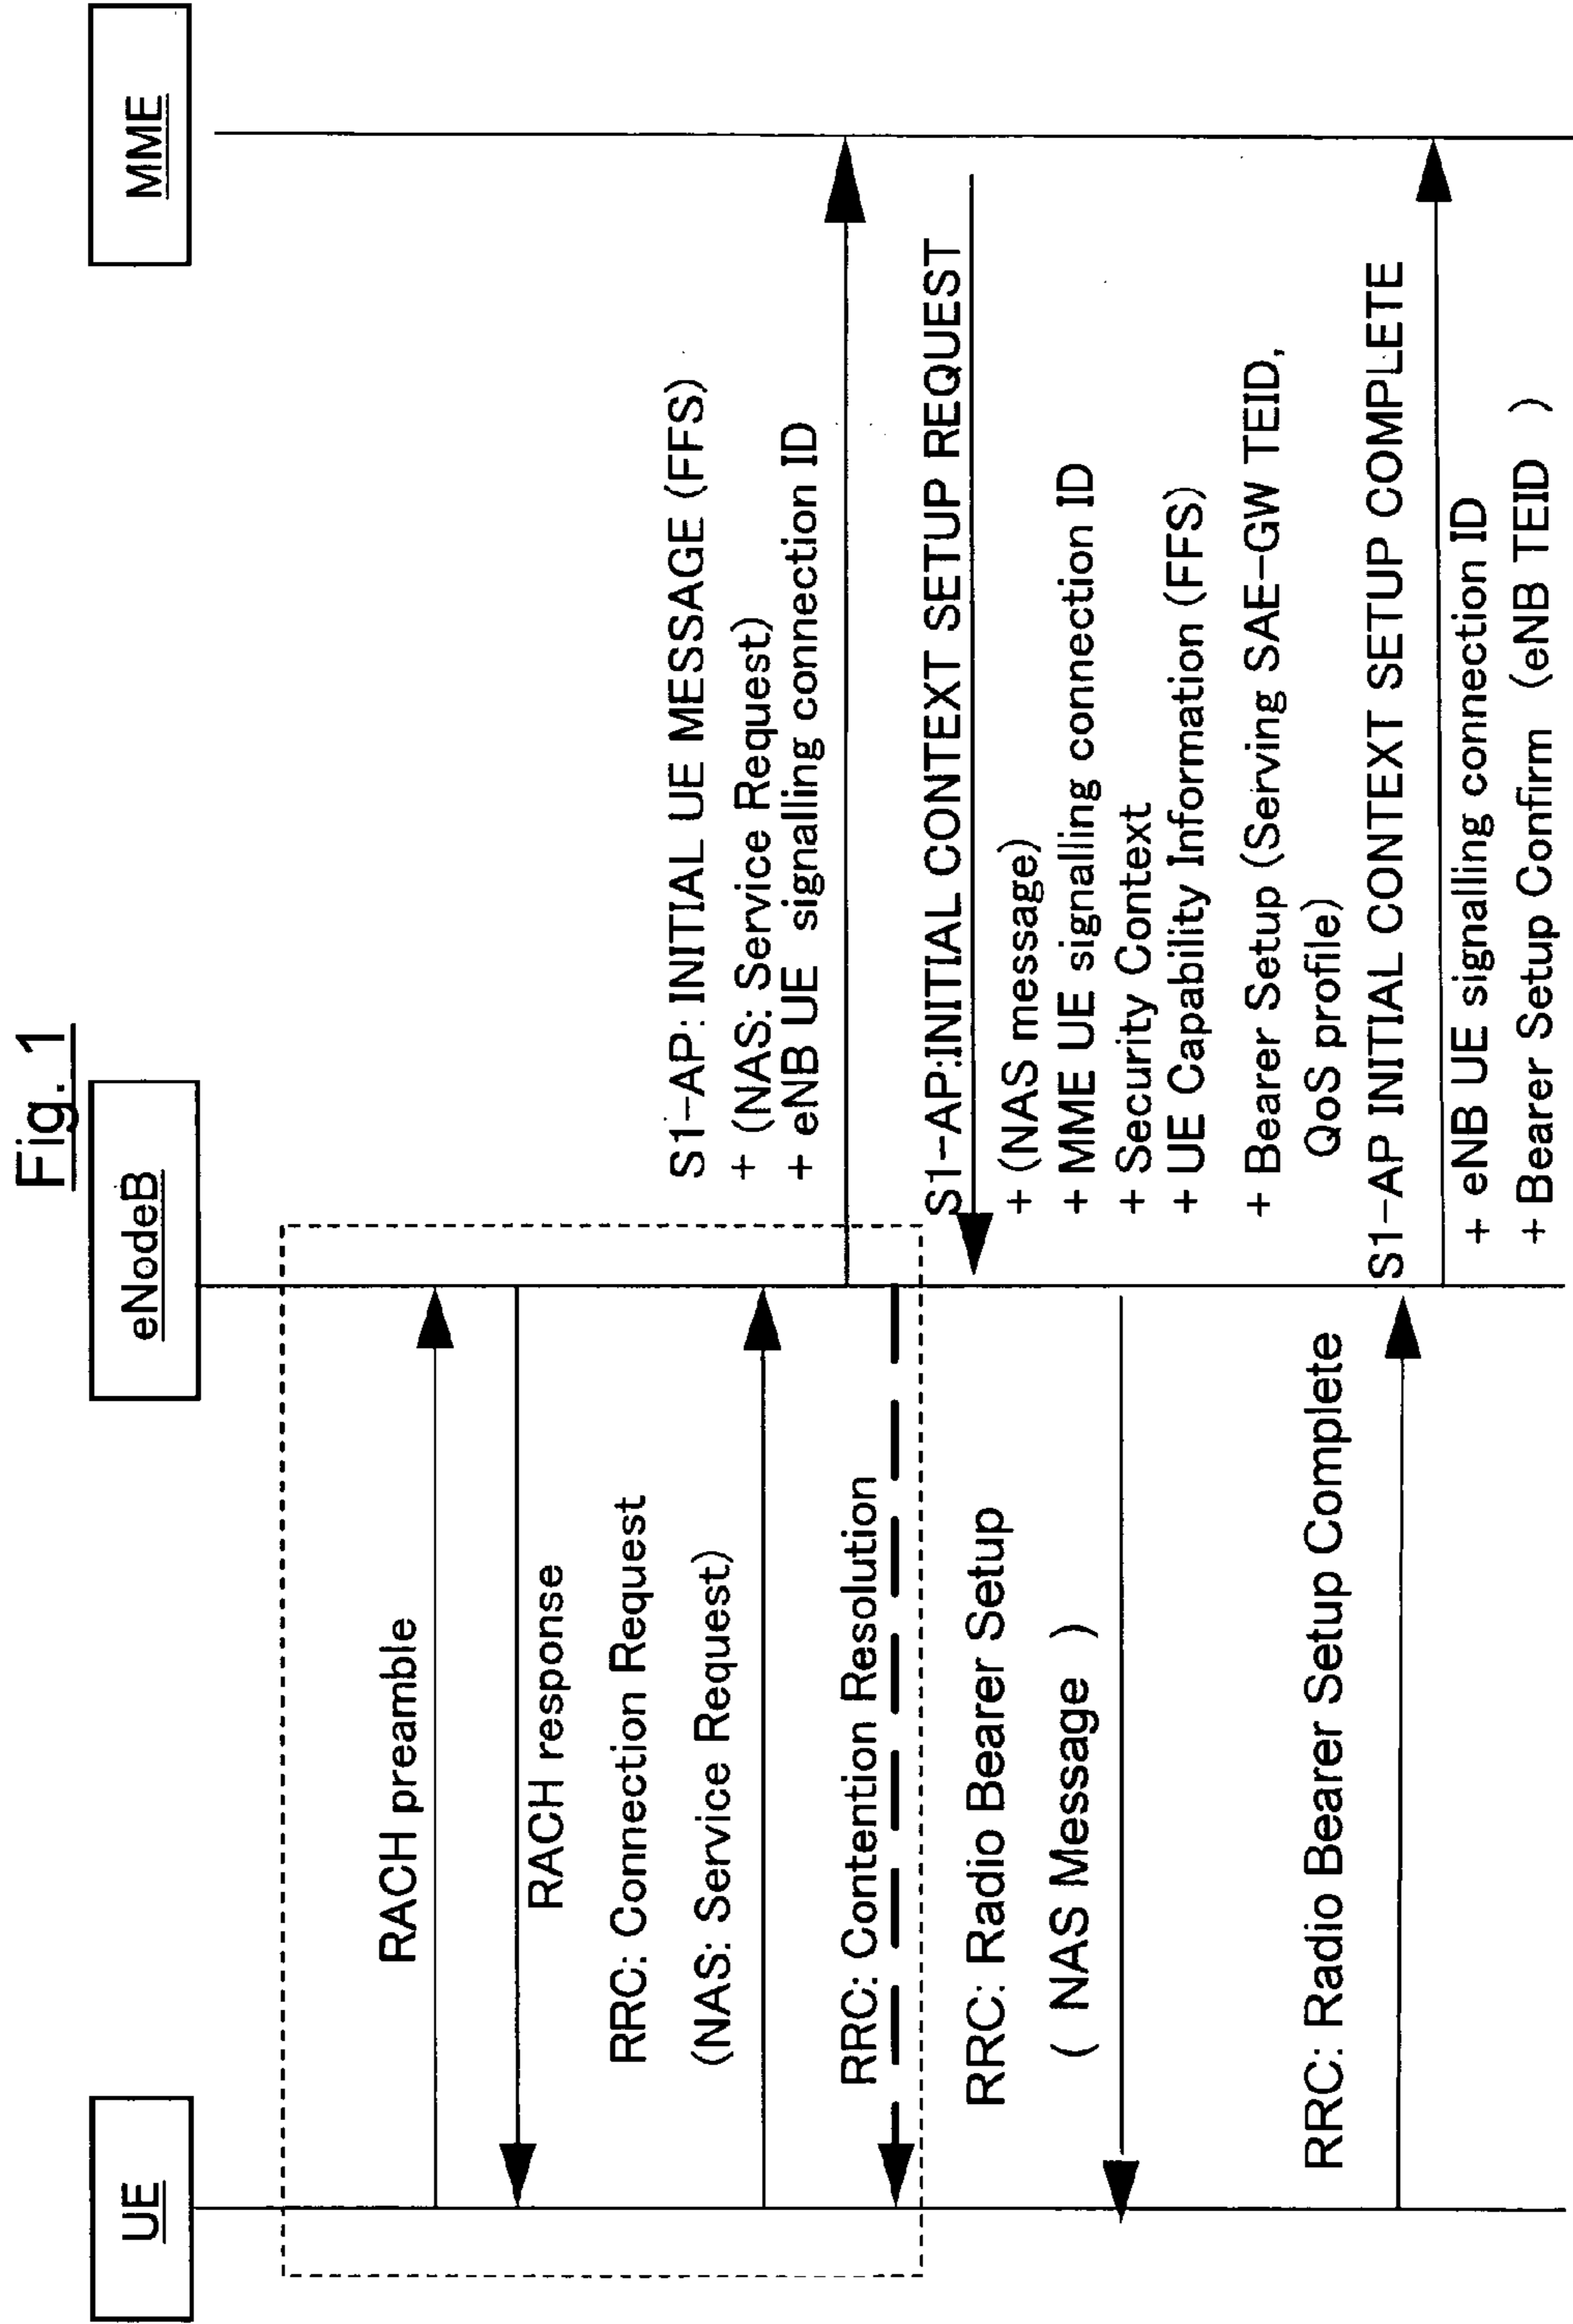 Fig. 1
UE
eNodeB
MME
RACH preamble
RACH response
RRC: Connection Request
(NAS: Service Request)
S1-AP: INITIAL UE MESSAGE (FFS)
+ (NAS: Service Request)
+ eNB UE signalling connection ID
RRC: Contention Resolution
S1-AP:INITIAL CONTEXT SETUP REQUEST
+ (NAS message)
+ MME UE signalling connection ID
+ Security Context
+ UE Capability Information (FFS)
+ Bearer Setup (Serving SAE-GW TEID,
QoS profile)
RRC: Radio Bearer Setup
( NAS Message )
RRC: Radio Bearer Setup Complete
S1-AP INITIAL CONTEXT SETUP COMPLETE
+ eNB UE signalling connection ID
+ Bearer Setup Confirm (eNB TEID )